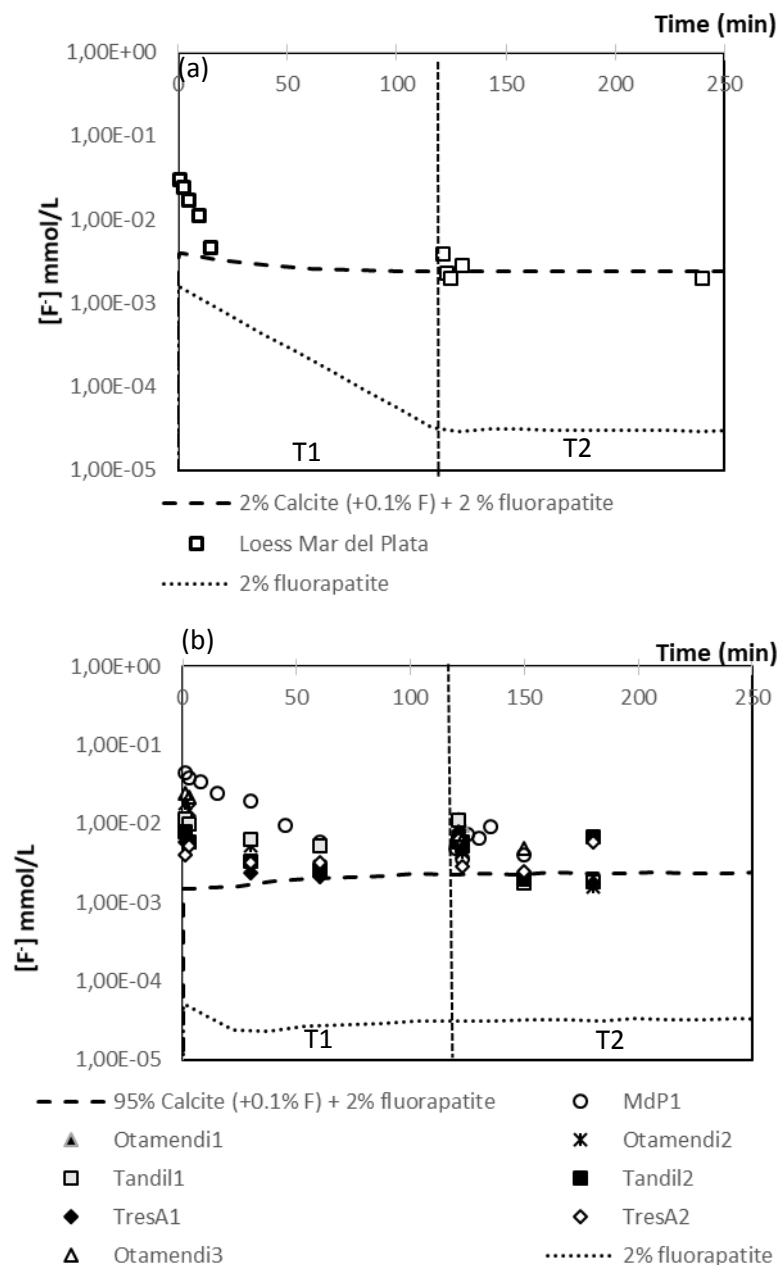 Time (min)
(a)
0 50 100 150 200 250
1,00E+00
1,00E-01
1,00E-02
1,00E-03
1,00E-04
1,00E-05
[F-] mmol/L
T1 T2
2% Calcite (+0.1% F) + 2 % fluorapatite
Loess Mar del Plata
2% fluorapatite
(b)
Time (min)
0 50 100 150 200 250
1,00E+00
1,00E-01
1,00E-02
1,00E-03
1,00E-04
1,00E-05
[F-] mmol/L
T1 T2
95% Calcite (+0.1% F) + 2% fluorapatite MdP1
Otamendi1 Otamendi2
Tandil1 Tandil2
TresA1 TresA2
Otamendi3 2% fluorapatite